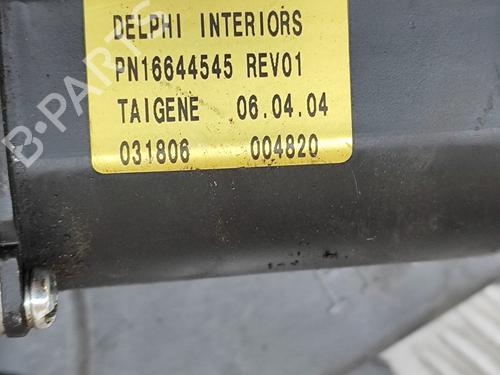 DELPHI INTERIORS
PN16644545 REV01
TAIGENE 06.04.04
031806 004820
B-PARTS